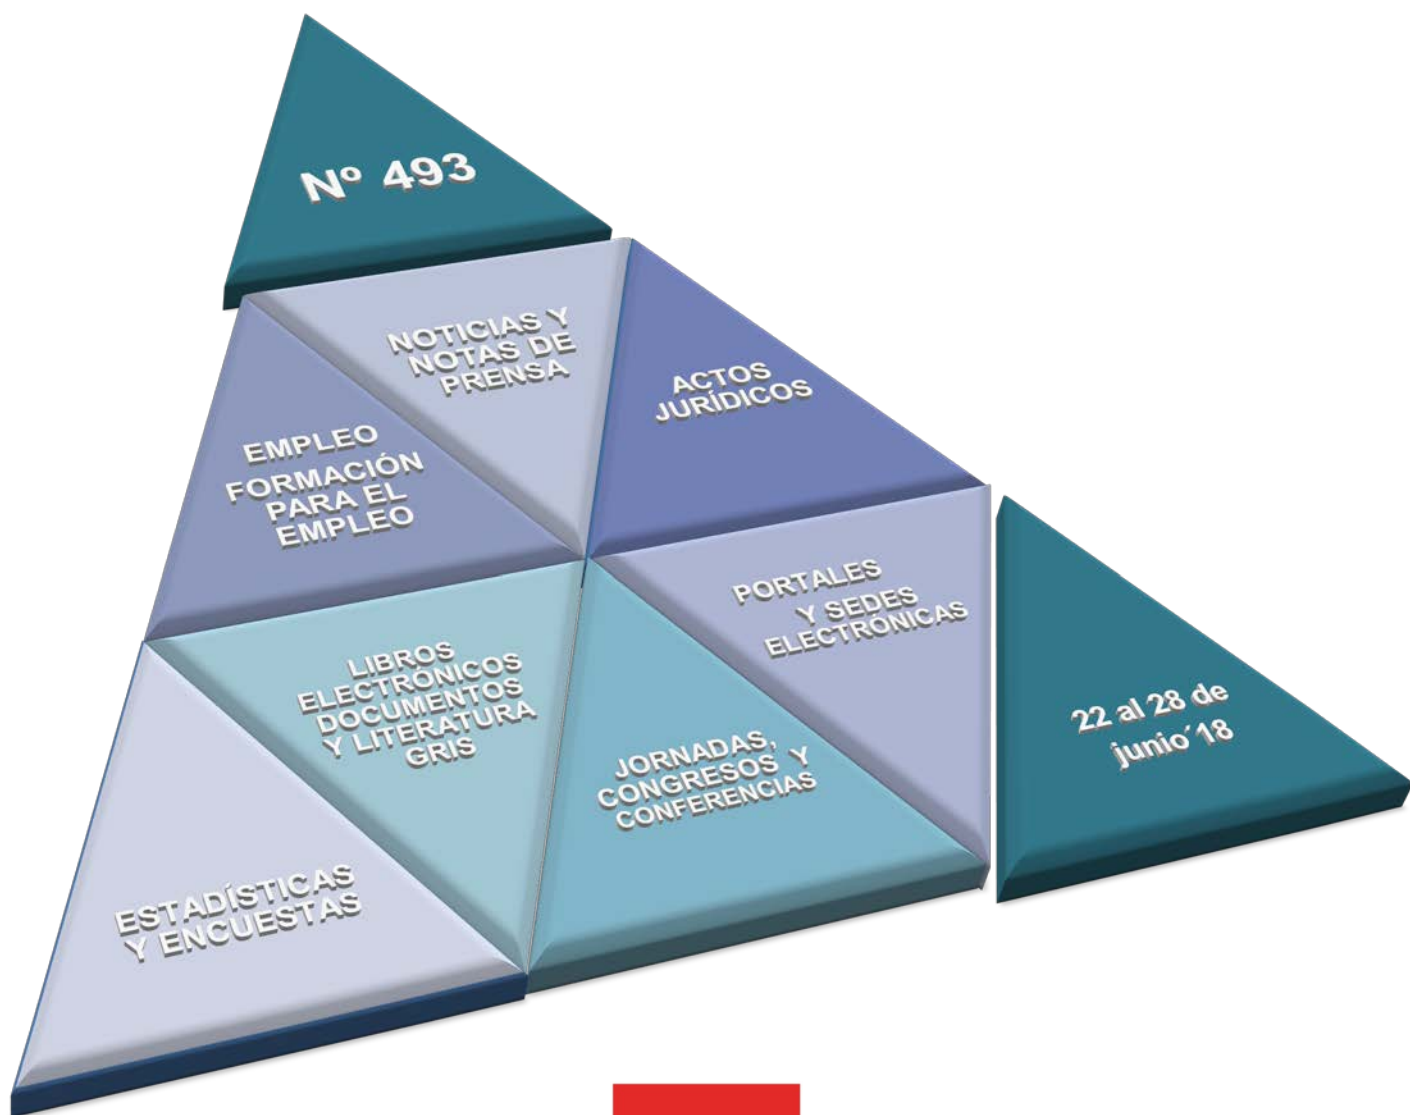 Nº 493
NOTICIAS Y
NOTAS DE
PRENSA
ACTOS
JURÍDICOS
EMPLEO
FORMACIÓN
PARA EL
EMPLEO
PORTALES
Y SEDES
ELECTRÓNICAS
LIBROS
ELECTRÓNICOS
DOCUMENTOS
Y LITERATURA
GRIS
JORNADAS,
CONGRESOS Y
CONFERENCIAS
22 al 28 de
junio´18
ESTADÍSTICAS
Y ENCUESTAS